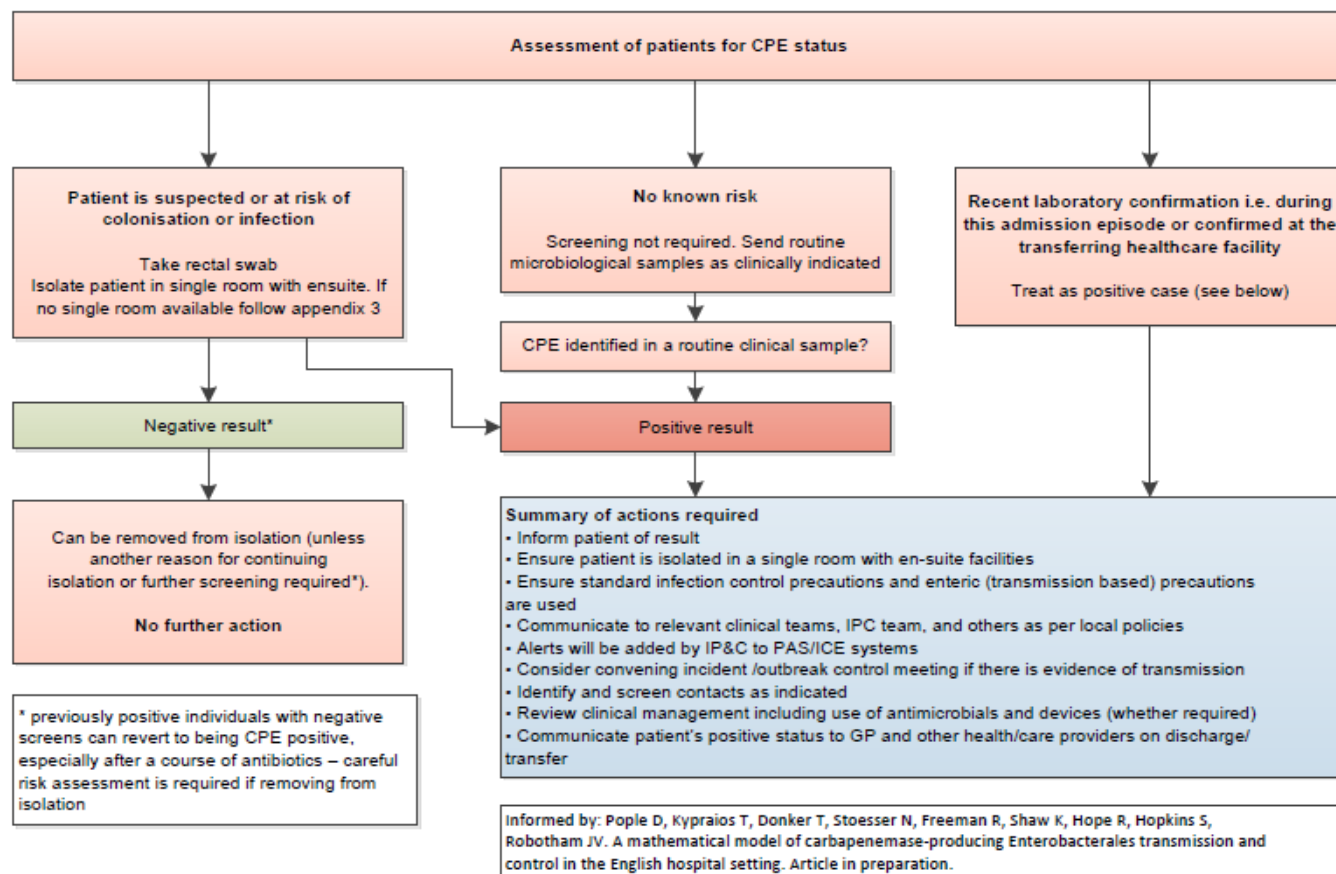 Assessment of patients for CPE status
Patient is suspected or at risk of
colonisation or infection
Take rectal swab
Isolate patient in single room with ensuite. If
no single room available follow appendix 3
No known risk
Screening not required. Send routine
microbiological samples as clinically indicated
Recent laboratory confirmation i.e. during
this admission episode or confirmed at the
transferring healthcare facility
Treat as positive case (see below)
CPE identified in a routine clinical sample?
Negative result*
Positive result
Can be removed from isolation (unless
another reason for continuing
isolation or further screening required*).
No further action
Summary of actions required
▪ Inform patient of result
▪ Ensure patient is isolated in a single room with en-suite facilities
▪ Ensure standard infection control precautions and enteric (transmission based) precautions
are used
▪ Communicate to relevant clinical teams, IPC team, and others as per local policies
▪ Alerts will be added by IP&C to PAS/ICE systems
▪ Consider convening incident /outbreak control meeting if there is evidence of transmission
▪ Identify and screen contacts as indicated
▪ Review clinical management including use of antimicrobials and devices (whether required)
▪ Communicate patient's positive status to GP and other health/care providers on discharge/
transfer
* previously positive individuals with negative
screens can revert to being CPE positive,
especially after a course of antibiotics – careful
risk assessment is required if removing from
isolation
Informed by: Pople D, Kypraios T, Donker T, Stoesser N, Freeman R, Shaw K, Hope R, Hopkins S,
Robotham JV. A mathematical model of carbapenemase-producing Enterobacterales transmission and
control in the English hospital setting. Article in preparation.